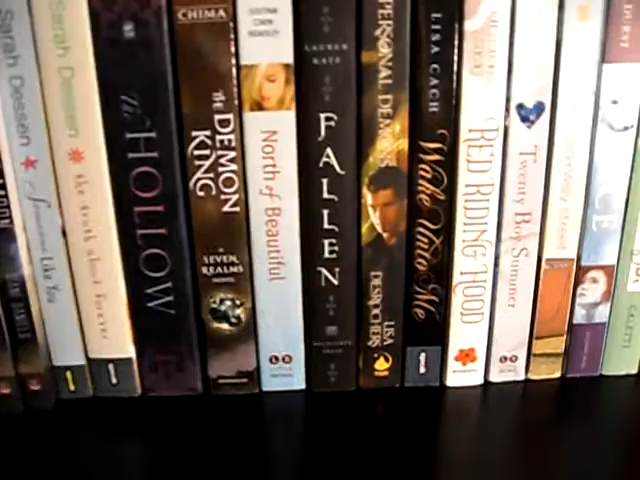 Sarah Dessen
Someone Like You
Sarah Dessen
the truth about forever
the HOLLOW
CHIMA
the DEMON KING
A SEVEN REALMS NOVEL
North of Beautiful
LAUREN KATE
FALLEN
PERSONAL DEMONS
LISA DESROCHERS
LISA CACH
Wake Unto Me
RED RIDING HOOD
Twenty Boy Summer